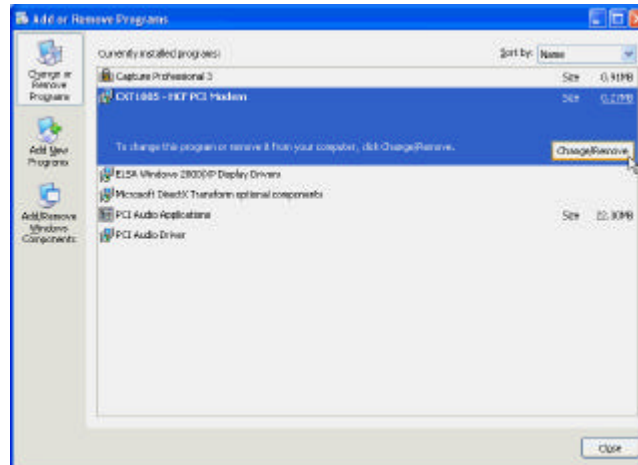 Add or Remove Programs
Change or
Remove
Programs
Add New
Programs
Add/Remove
Windows
Components
Currently installed programs:
Sort by: Name
Capture Professional 3 Size 0.91MB
CXT1085 - HCF PCI Modem Size 0.27MB
To change this program or remove it from your computer, click Change/Remove.
Change/Remove
ELSA Windows 2000/XP Display Drivers
Microsoft DirectX Transform optional components
PCI Audio Applications Size 22.30MB
PCI Audio Driver
Close